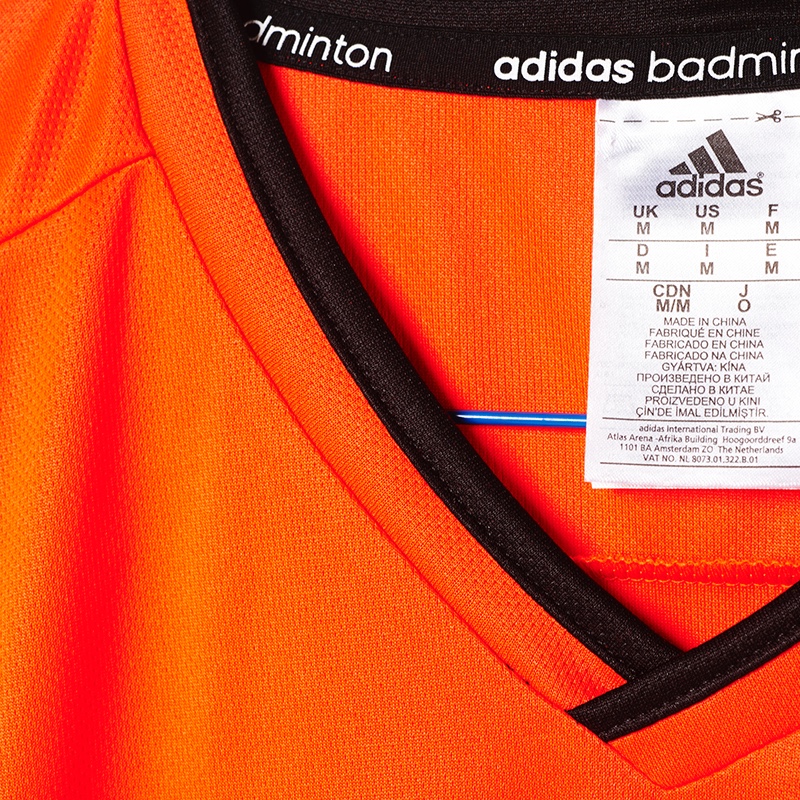 dminton
adidas badmin
adidas®
UK US F
M M M
D I E
M M M
CDN J
M/M O
MADE IN CHINA
FABRIQUÉ EN CHINE
FABRICADO EN CHINA
FABRICADO NA CHINA
GYÁRTVA: KÍNA
ПРОИЗВЕДЕНО В КИТАЙ
СДЕЛАНО В КИТАЕ
PROIZVEDENO U KINI
ÇİN'DE İMAL EDİLMİŞTİR.
adidas International Trading BV
Atlas Arena -Afrika Building Hoogoorddreef 9a
1101 BA Amsterdam ZO The Netherlands
VAT NO. NL 8073.01.322.B.01